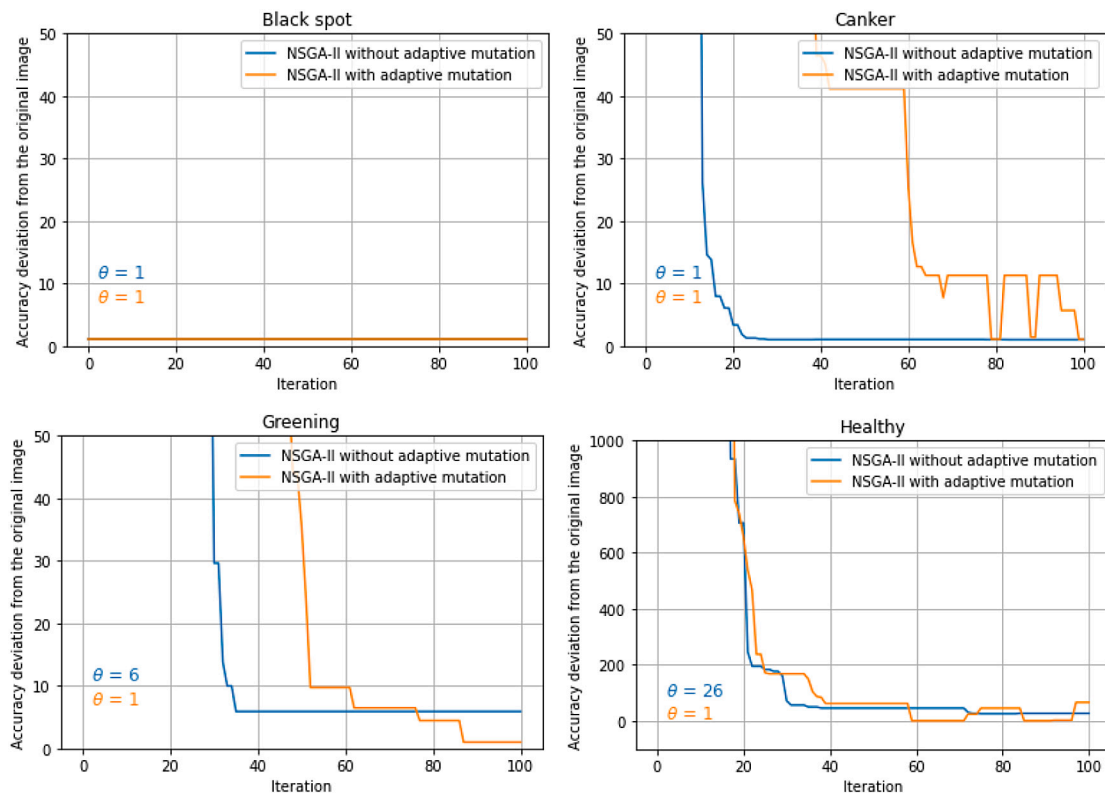 Black spot
Accuracy deviation from the original image
50
40
30
20
10
0
NSGA-II without adaptive mutation
NSGA-II with adaptive mutation
θ = 1
θ = 1
0 20 40 60 80 100
Iteration
Canker
Accuracy deviation from the original image
50
40
30
20
10
0
NSGA-II without adaptive mutation
NSGA-II with adaptive mutation
θ = 1
θ = 1
0 20 40 60 80 100
Iteration
Greening
Accuracy deviation from the original image
50
40
30
20
10
0
NSGA-II without adaptive mutation
NSGA-II with adaptive mutation
θ = 6
θ = 1
0 20 40 60 80 100
Iteration
Healthy
Accuracy deviation from the original image
1000
800
600
400
200
0
NSGA-II without adaptive mutation
NSGA-II with adaptive mutation
θ = 26
θ = 1
0 20 40 60 80 100
Iteration